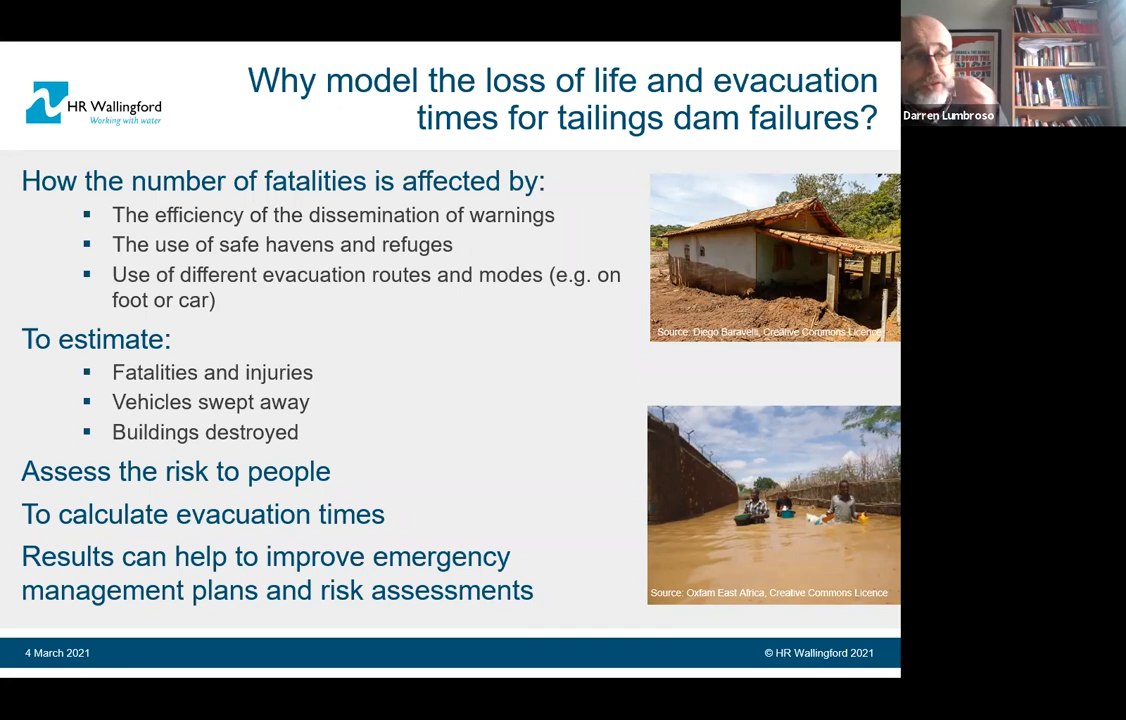 HR Wallingford
Working with water
Why model the loss of life and evacuation
times for tailings dam failures?
Darren Lumbroso
How the number of fatalities is affected by:
The efficiency of the dissemination of warnings
The use of safe havens and refuges
Use of different evacuation routes and modes (e.g. on
foot or car)
To estimate:
Fatalities and injuries
Vehicles swept away
Buildings destroyed
Assess the risk to people
To calculate evacuation times
Results can help to improve emergency
management plans and risk assessments
Source: Diego Baravelli, Creative Commons Licence
Source: Oxfam East Africa, Creative Commons Licence
4 March 2021
© HR Wallingford 2021